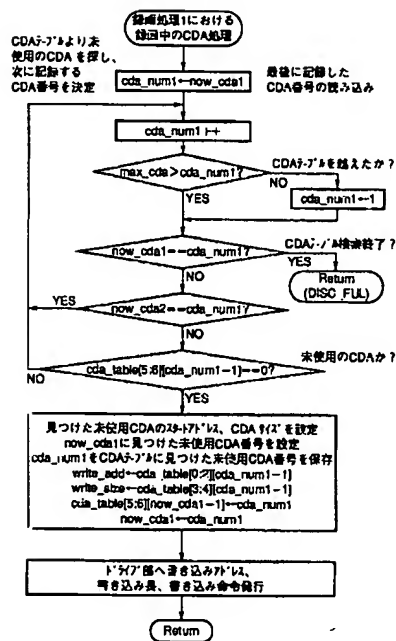 録画処理1における
録画中のCDA処理
CDAテーブルより未
使用のCDAを探し、
次に記録する
CDA番号を決定
cda_num1←now_cda1
最後に記録した
CDA番号の読み込み
cda_num1++
max_cda>cda_num1?
CDAテーブルを越えたか?
NO
cda_num1←1
YES
now_cda1==cda_num1?
CDAテーブル検索終了?
YES
Return
(DISC_FUL)
NO
YES
now_cda2==cda_num1?
NO
未使用のCDAか?
cda_table[5:6][cda_num1-1]==0?
NO
YES
見つけた未使用CDAのスタートアドレス、CDAサイズを設定
now_cda1に見つけた未使用CDA番号を設定
cda_num1をCDAテーブルに見つけた未使用CDA番号を保存
write_add←cda_table[0:2][cda_num1-1]
write_size←cda_table[3:4][cda_num1-1]
cda_table[5:6][now_cda1-1]←cda_num1
now_cda1←cda_num1
ドライブ部へ書き込みアドレス、
書き込み長、書き込み命令発行
Return